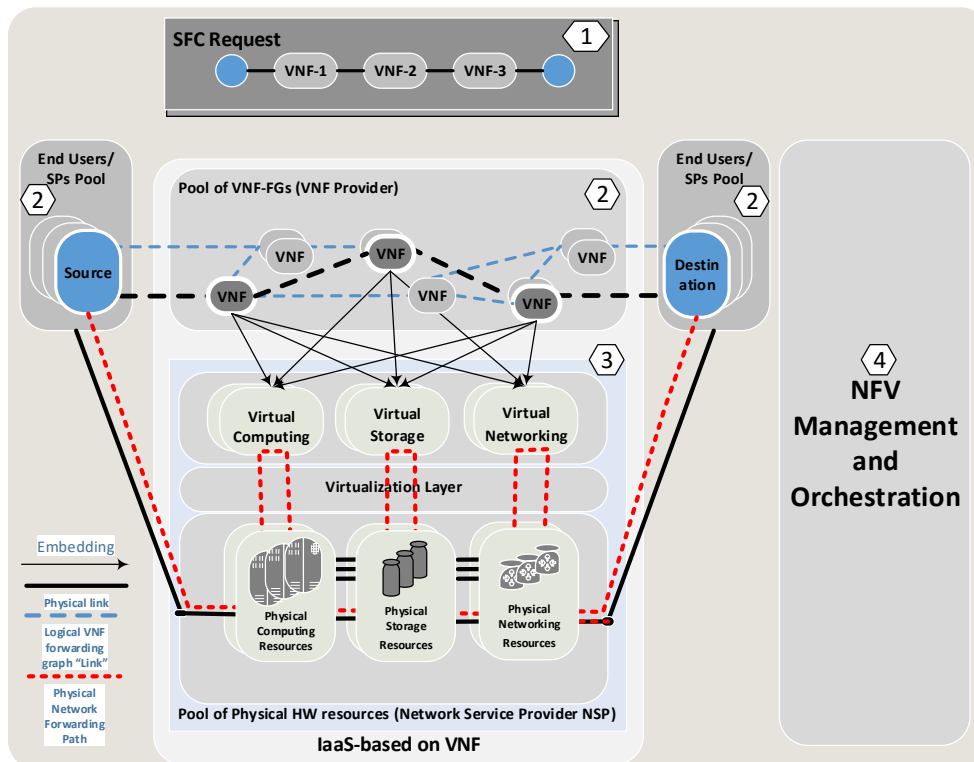 SFC Request
1
VNF-1
VNF-2
VNF-3
End Users/
SPs Pool
2
Source
Pool of VNF-FGs (VNF Provider)
2
VNF
VNF
VNF
VNF
VNF
VNF
End Users/
SPs Pool
2
Destin
ation
3
Virtual
Computing
Virtual
Storage
Virtual
Networking
Virtualization Layer
Physical
Computing
Resources
Physical
Storage
Resources
Physical
Networking
Resources
Pool of Physical HW resources (Network Service Provider NSP)
IaaS-based on VNF
4
NFV
Management
and
Orchestration
Embedding
Physical link
Logical VNF
forwarding
graph “Link”
Physical
Network
Forwarding
Path